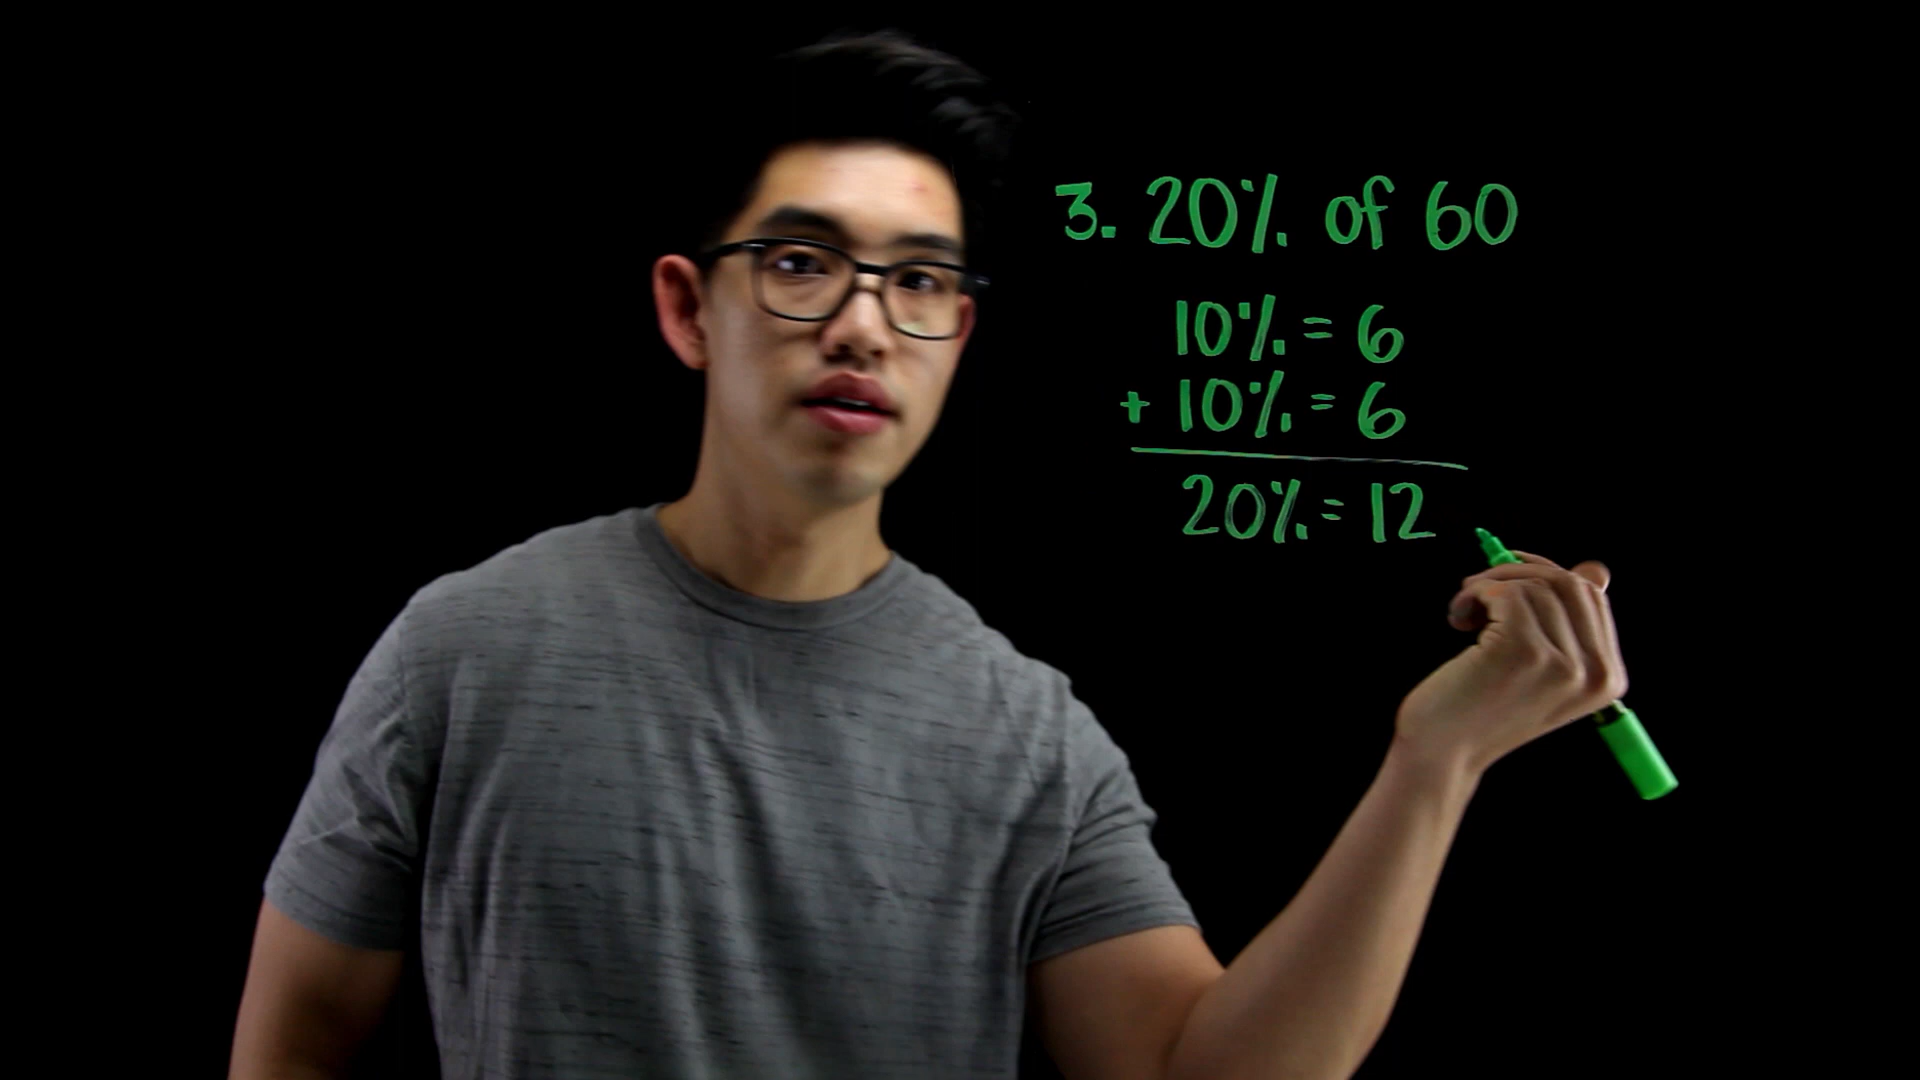 3. 20% of 60
10% = 6
+ 10% = 6
20% = 12